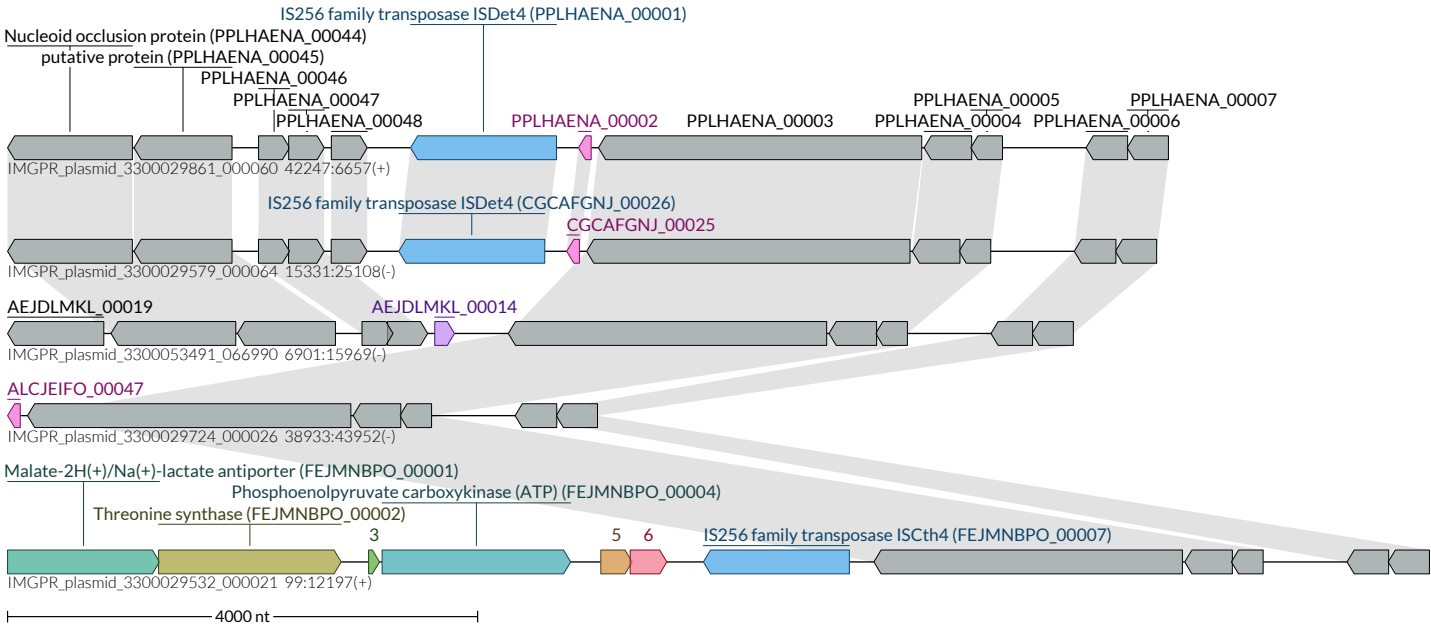 IS256 family transposase ISDet4 (PPLHAENA_00001)
Nucleoid occlusion protein (PPLHAENA_00044)
putative protein (PPLHAENA_00045)
PPLHAENA_00046
PPLHAENA_00047
PPLHAENA_00005
PPLHAENA_00007
PPLHAENA_00048
PPLHAENA_00002
PPLHAENA_00003
PPLHAENA_00004
PPLHAENA_00006
IMGPR_plasmid_3300029861_000060 42247:6657(+)
IS256 family transposase ISDet4 (CGCAFGNJ_00026)
CGCAFGNJ_00025
IMGPR_plasmid_3300029579_000064 15331:25108(-)
AEJDLMKL_00019
AEJDLMKL_00014
IMGPR_plasmid_3300053491_066990 6901:15969(-)
ALCJEIFO_00047
IMGPR_plasmid_3300029724_000026 38933:43952(-)
Malate-2H(+)/Na(+)-lactate antiporter (FEJMNBPO_00001)
Phosphoenolpyruvate carboxykinase (ATP) (FEJMNBPO_00004)
Threonine synthase (FEJMNBPO_00002)
3
5
6
IS256 family transposase ISCth4 (FEJMNBPO_00007)
IMGPR_plasmid_3300029532_000021 99:12197(+)
4000 nt